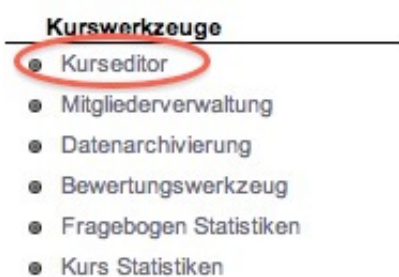 Kurswerkzeuge
Kurseditor
Mitgliederverwaltung
Datenarchivierung
Bewertungswerkzeug
Fragebogen Statistiken
Kurs Statistiken